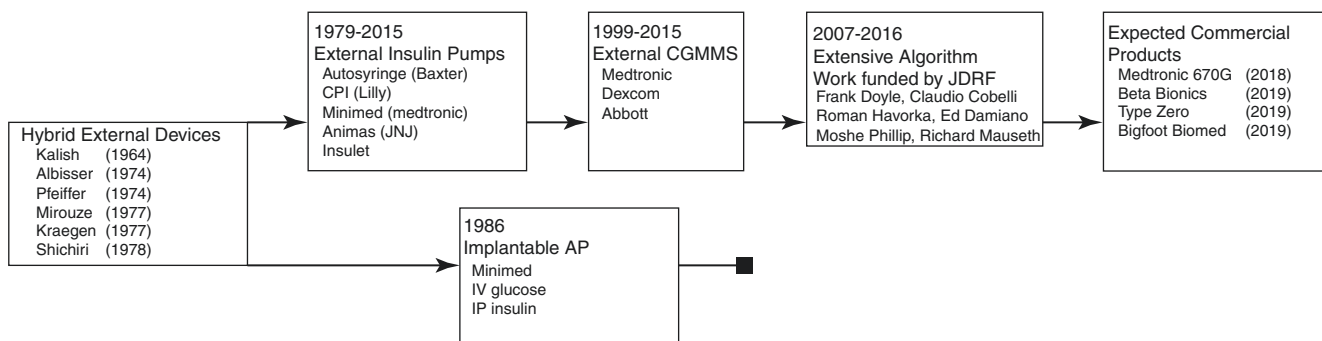 Hybrid External Devices
Kalish (1964)
Albisser (1974)
Pfeiffer (1974)
Mirouze (1977)
Kraegen (1977)
Shichiri (1978)
1979-2015
External Insulin Pumps
Autosyringe (Baxter)
CPI (Lilly)
Minimed (medtronic)
Animas (JNJ)
Insulet
1999-2015
External CGMMS
Medtronic
Dexcom
Abbott
2007-2016
Extensive Algorithm
Work funded by JDRF
Frank Doyle, Claudio Cobelli
Roman Havorka, Ed Damiano
Moshe Phillip, Richard Mauseth
Expected Commercial
Products
Medtronic 670G (2018)
Beta Bionics (2019)
Type Zero (2019)
Bigfoot Biomed (2019)
1986
Implantable AP
Minimed
IV glucose
IP insulin